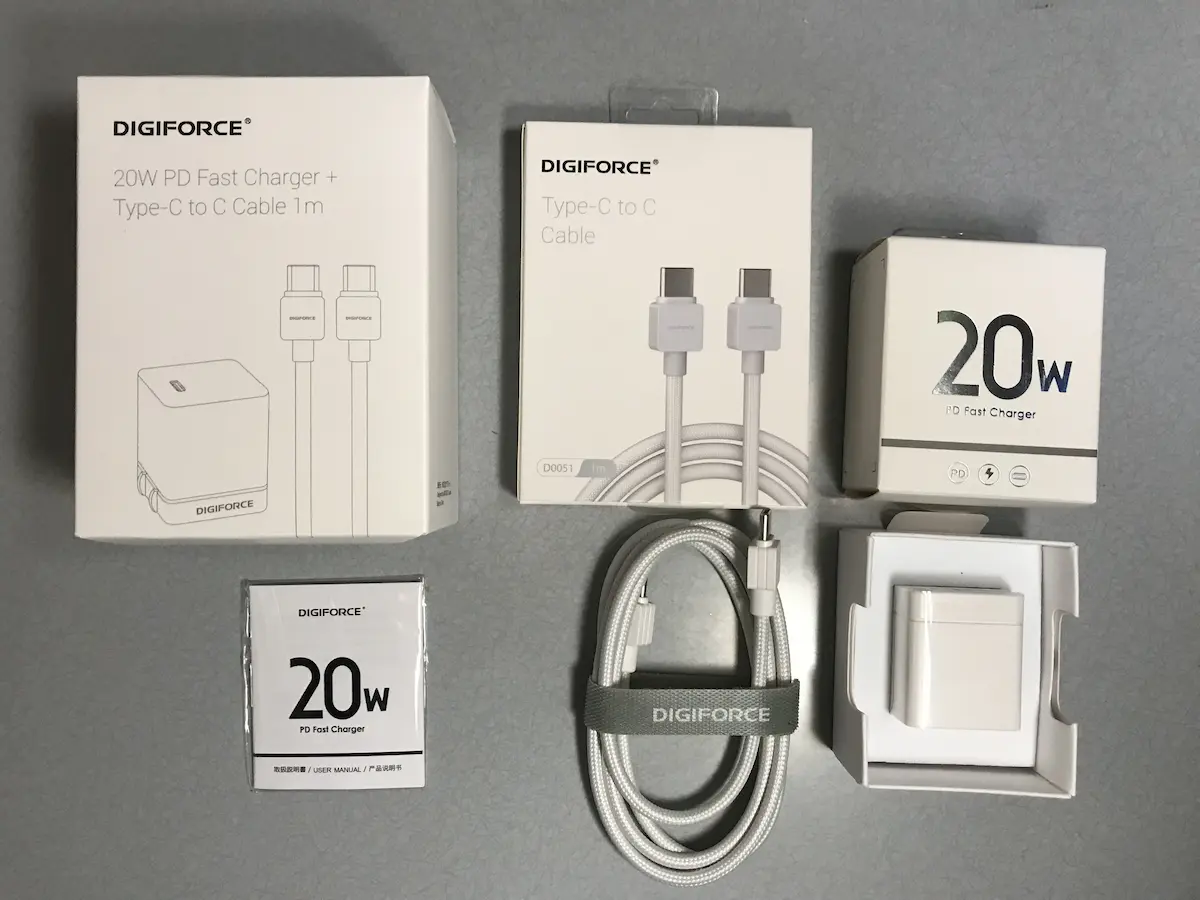 DIGIFORCE®
20W PD Fast Charger +
Type-C to C Cable 1m
DIGIFORCE
DIGIFORCE
DIGIFORCE
DIGIFORCE®
Type-C to C
Cable
DIGIFORCE
DIGIFORCE
D0051
1m
20W
PD Fast Charger
PD
DIGIFORCE®
20W
PD Fast Charger
取扱説明書 / USER MANUAL / 产品说明书
DIGIFORCE